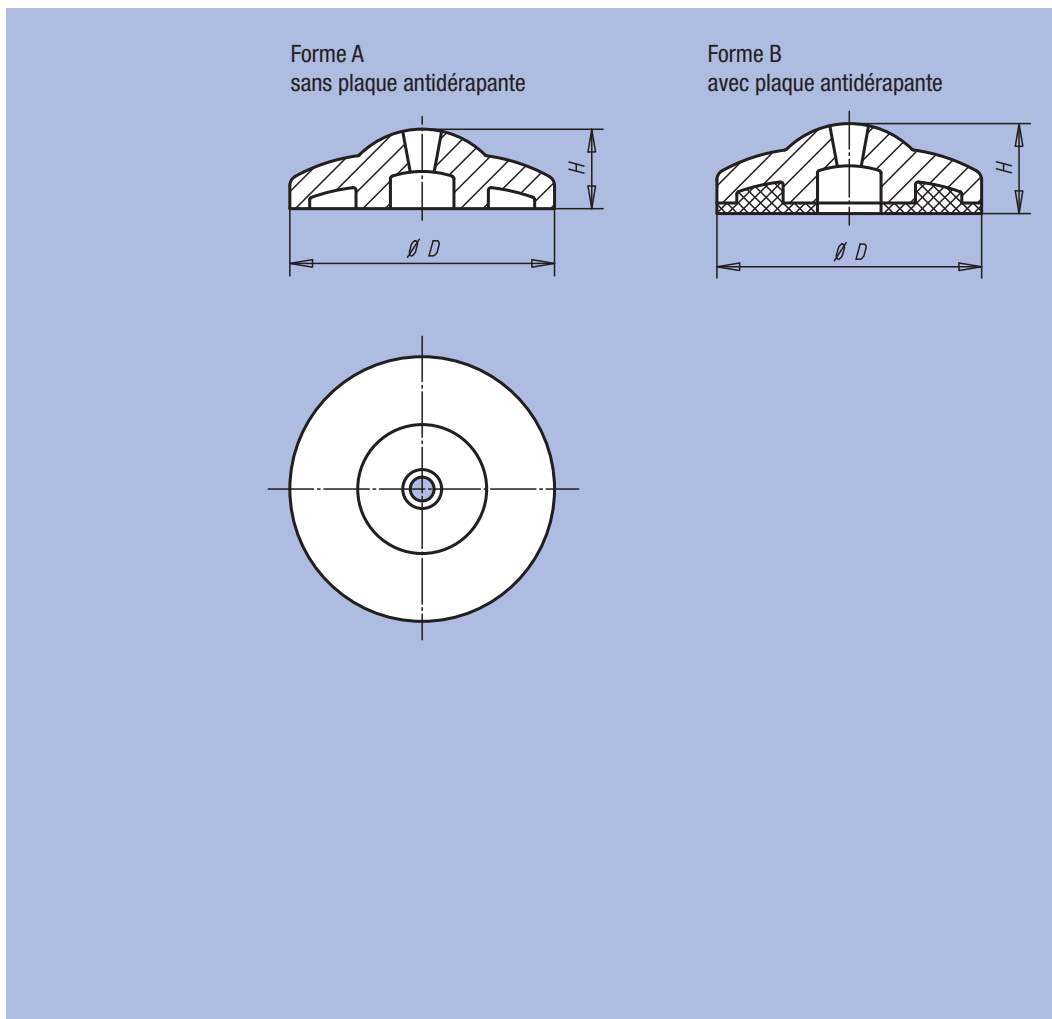 Forme A
sans plaque antidérapante
Forme B
avec plaque antidérapante
H
H
Ø D
Ø D